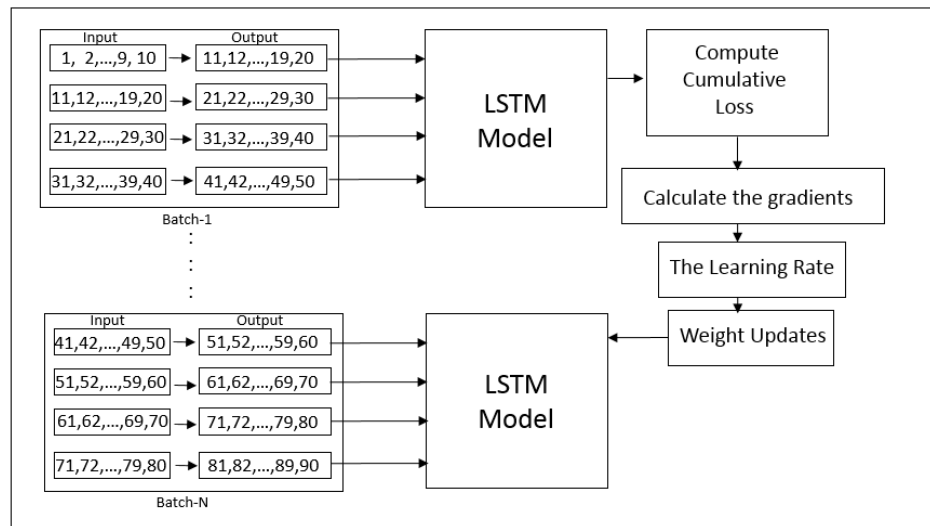 Input Output
1, 2,...,9, 10 11,12,...,19,20
11,12,...,19,20 21,22,...,29,30
21,22,...,29,30 31,32,...,39,40
31,32,...,39,40 41,42,...,49,50
Batch-1
LSTM
Model
Compute
Cumulative
Loss
Calculate the gradients
The Learning Rate
Weight Updates
Input Output
41,42,...,49,50 51,52,...,59,60
51,52,...,59,60 61,62,...,69,70
61,62,...,69,70 71,72,...,79,80
71,72,...,79,80 81,82,...,89,90
Batch-N
LSTM
Model